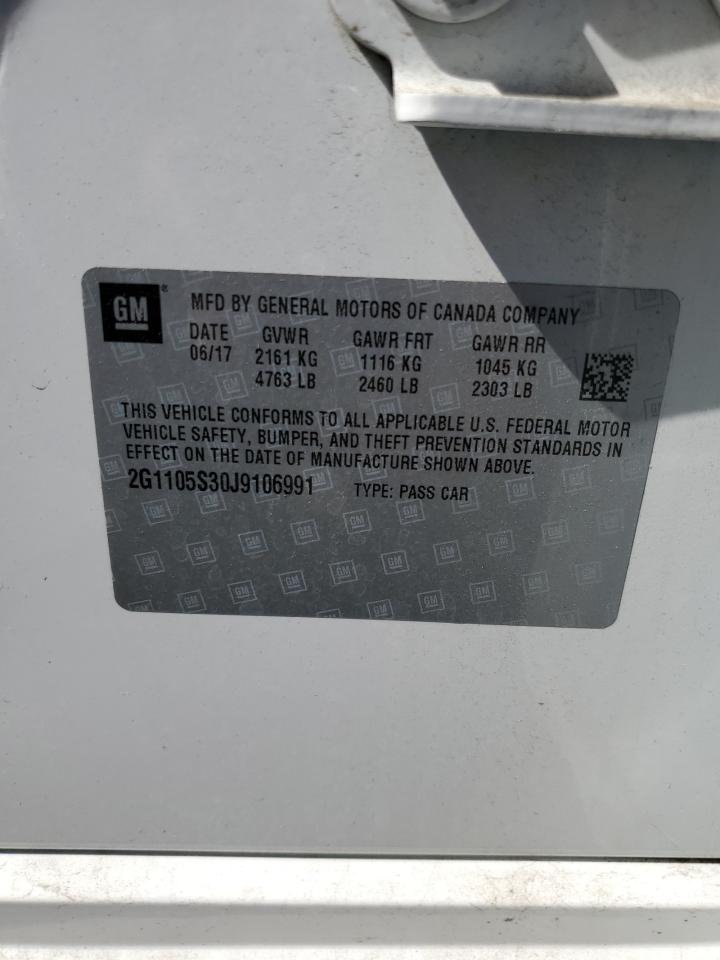 GM ® MFD BY GENERAL MOTORS OF CANADA COMPANY
DATE GVWR GAWR FRT GAWR RR
06/17 2161 KG 1116 KG 1045 KG
4763 LB 2460 LB 2303 LB
THIS VEHICLE CONFORMS TO ALL APPLICABLE U.S. FEDERAL MOTOR
VEHICLE SAFETY, BUMPER, AND THEFT PREVENTION STANDARDS IN
EFFECT ON THE DATE OF MANUFACTURE SHOWN ABOVE.
2G1105S30J9106991 TYPE: PASS CAR